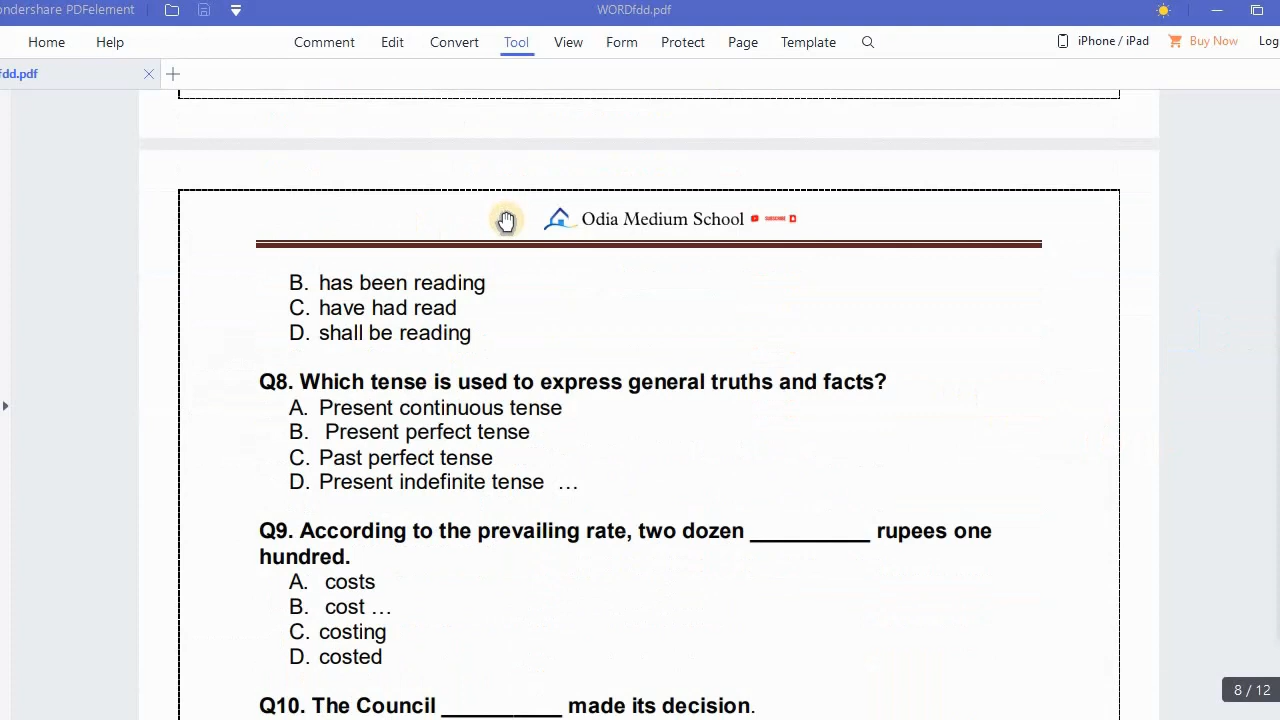 ondershare PDFelement
WORDfdd.pdf
Home Help Comment Edit Convert Tool View Form Protect Page Template iPhone / iPad Buy Now Log
fdd.pdf
Odia Medium School SUBSCRIBE
B. has been reading
C. have had read
D. shall be reading
Q8. Which tense is used to express general truths and facts?
A. Present continuous tense
B. Present perfect tense
C. Past perfect tense
D. Present indefinite tense …
Q9. According to the prevailing rate, two dozen __________ rupees one
hundred.
A. costs
B. cost …
C. costing
D. costed
Q10. The Council __________ made its decision.
8 / 12